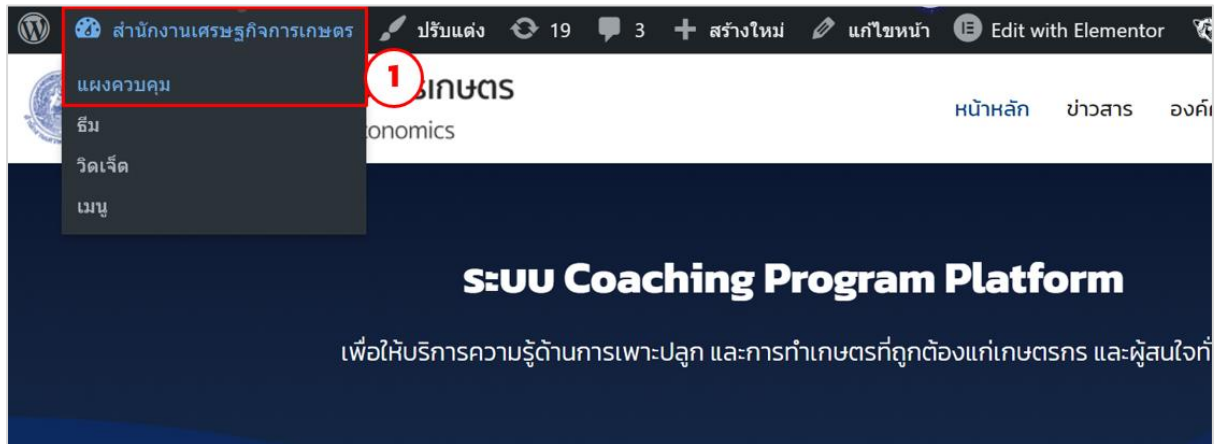 สำนักงานเศรษฐกิจการเกษตร ปรับแต่ง 19 3 + สร้างใหม่ แก้ไขหน้า Edit with Elementor
แผงควบคุม
1
รเกษตร
onomics
หน้าหลัก ข่าวสาร
ธีม
วิดเจ็ต
เมนู
ระบบ Coaching Program Platform
เพื่อให้บริการความรู้ด้านการเพาะปลูก และการทำเกษตรที่ถูกต้องแก่เกษตรกร และผู้สนใจทั่